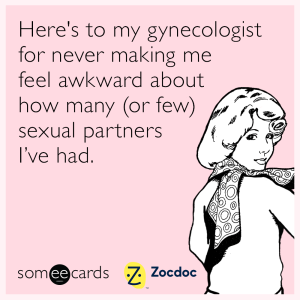 Here's to my gynecologist
for never making me
feel awkward about
how many (or few)
sexual partners
I've had.
someecards
Zocdoc